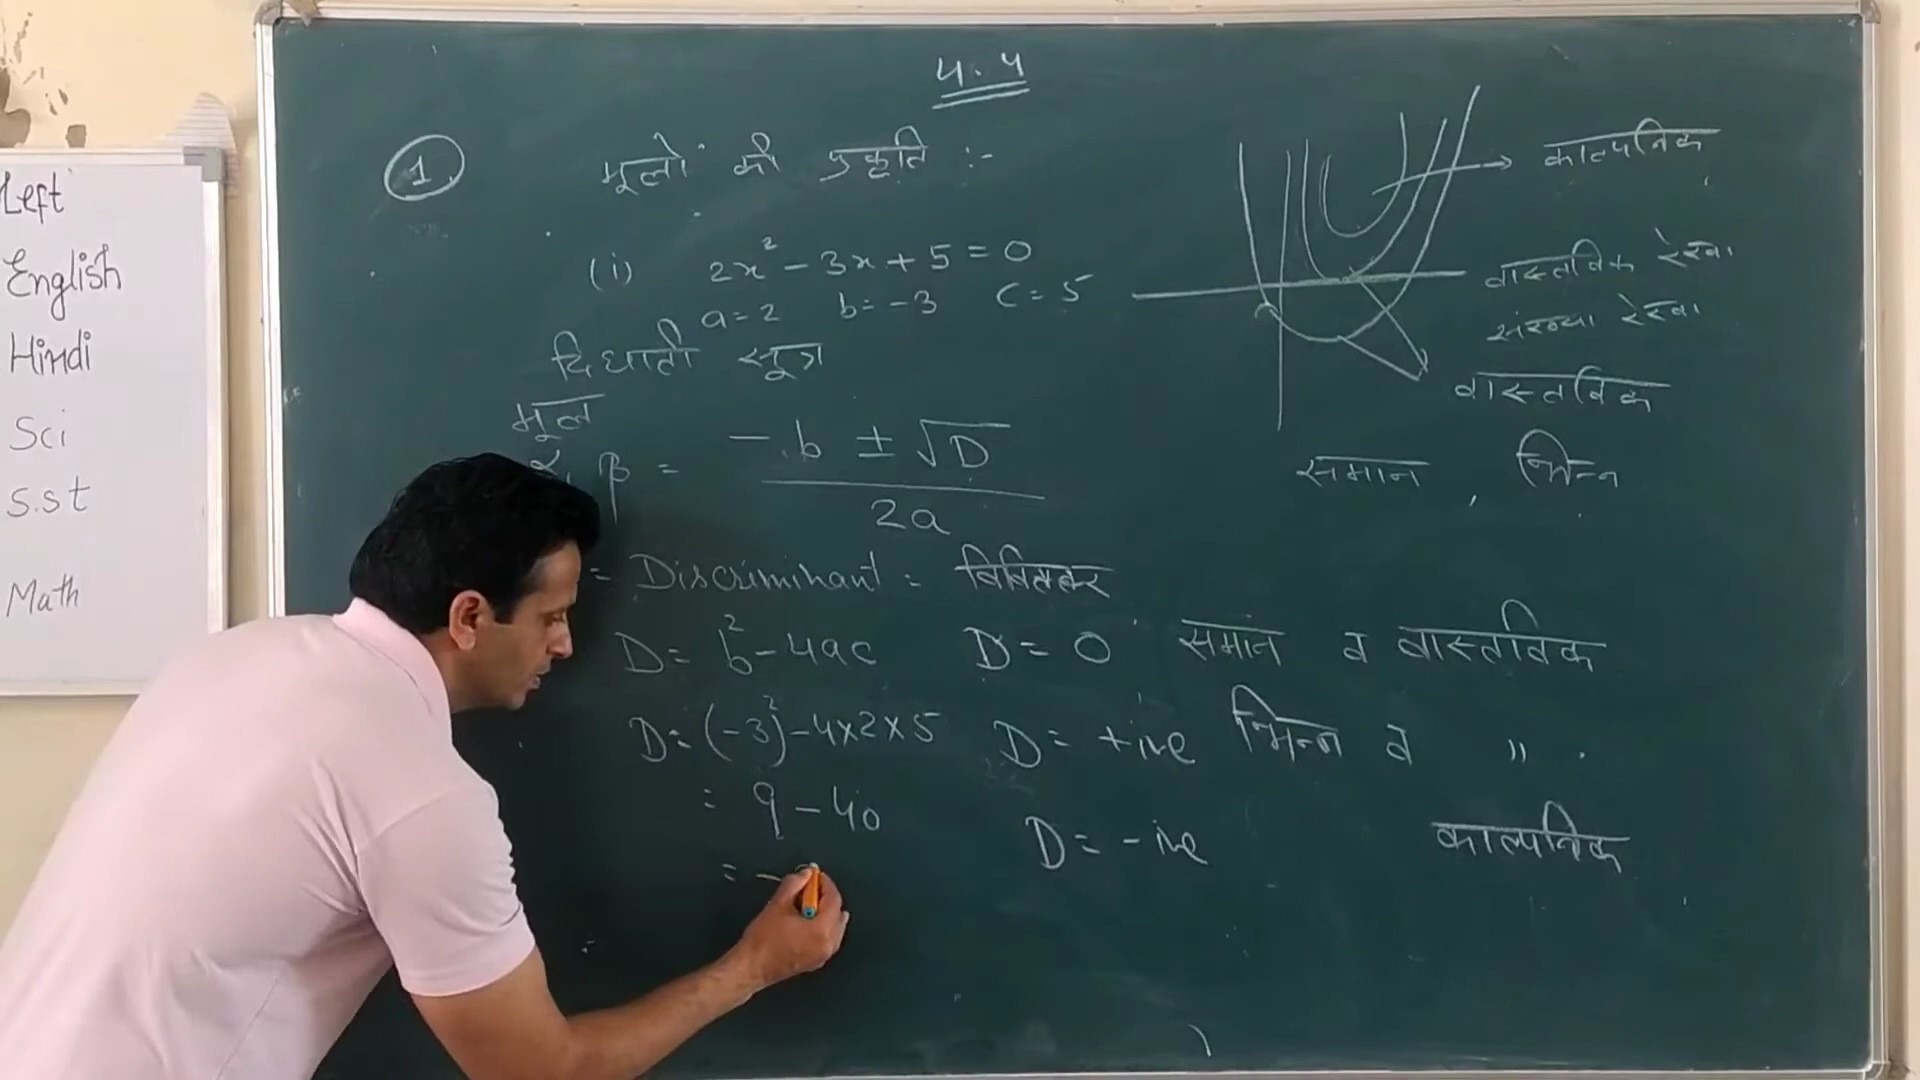 Left
English
Hindi
Sci
S.st
Math
4.4
1 मूलों की प्रकृति :-
(i) 2x² - 3x + 5 = 0
a = 2 b = -3 c = 5
दिघाती सूत्र
मूल
β = -b ± √D / 2a
= Discriminant = 
D = b² - 4ac D = 0 समान व वास्तविक
D = (-3)² - 4×2×5 D = +ive भिन्न व "
= 9 - 40 D = -ive काल्पनिक
= -
काल्पनिक
वास्तविक रेखा
संख्या रेखा
वास्तविक
समान , भिन्न